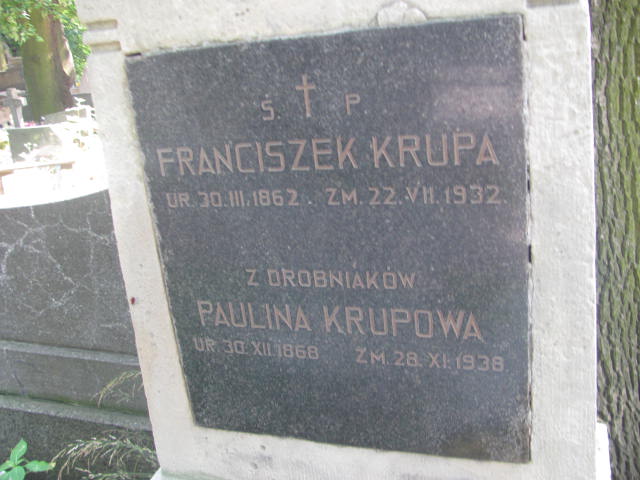 Ś. P.
FRANCISZEK KRUPA
UR. 30. III. 1862. ZM. 22. VII. 1932.
Z DROBNIAKÓW
PAULINA KRUPOWA
UR. 30. XII. 1868 ZM. 28. XI. 1938